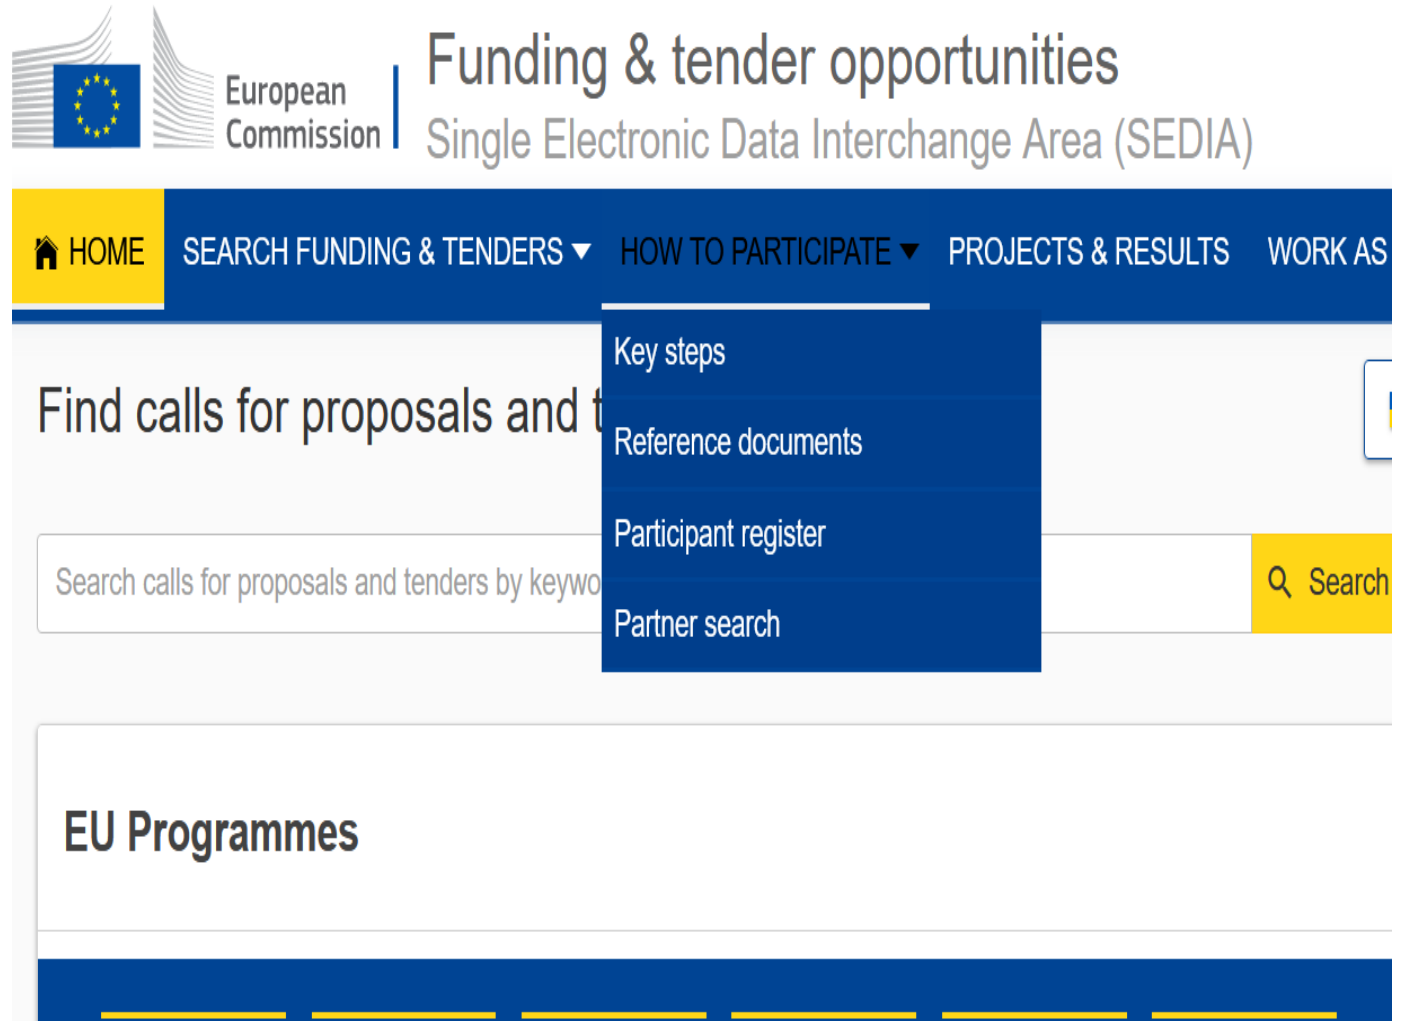 European
Commission
Funding & tender opportunities
Single Electronic Data Interchange Area (SEDIA)
HOME SEARCH FUNDING & TENDERS HOW TO PARTICIPATE PROJECTS & RESULTS WORK AS
Key steps
Find calls for proposals and t
Reference documents
Participant register
Search calls for proposals and tenders by keywo
Search
Partner search
EU Programmes